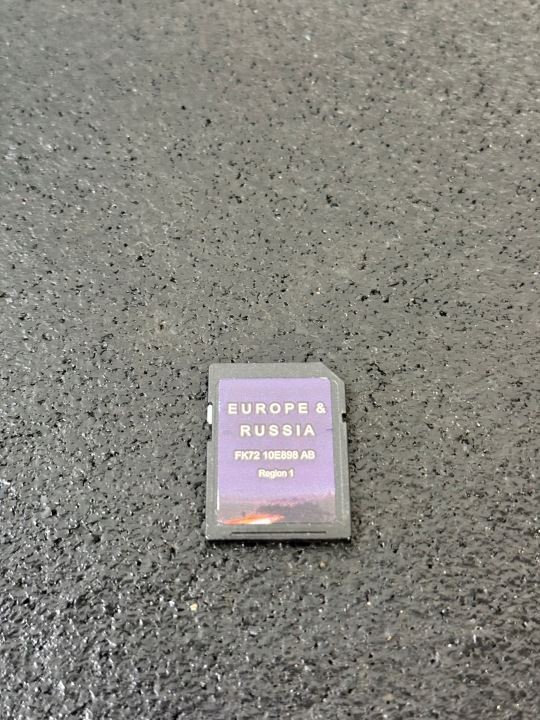 EUROPE &
RUSSIA
FK72 10E898 AB
Region 1